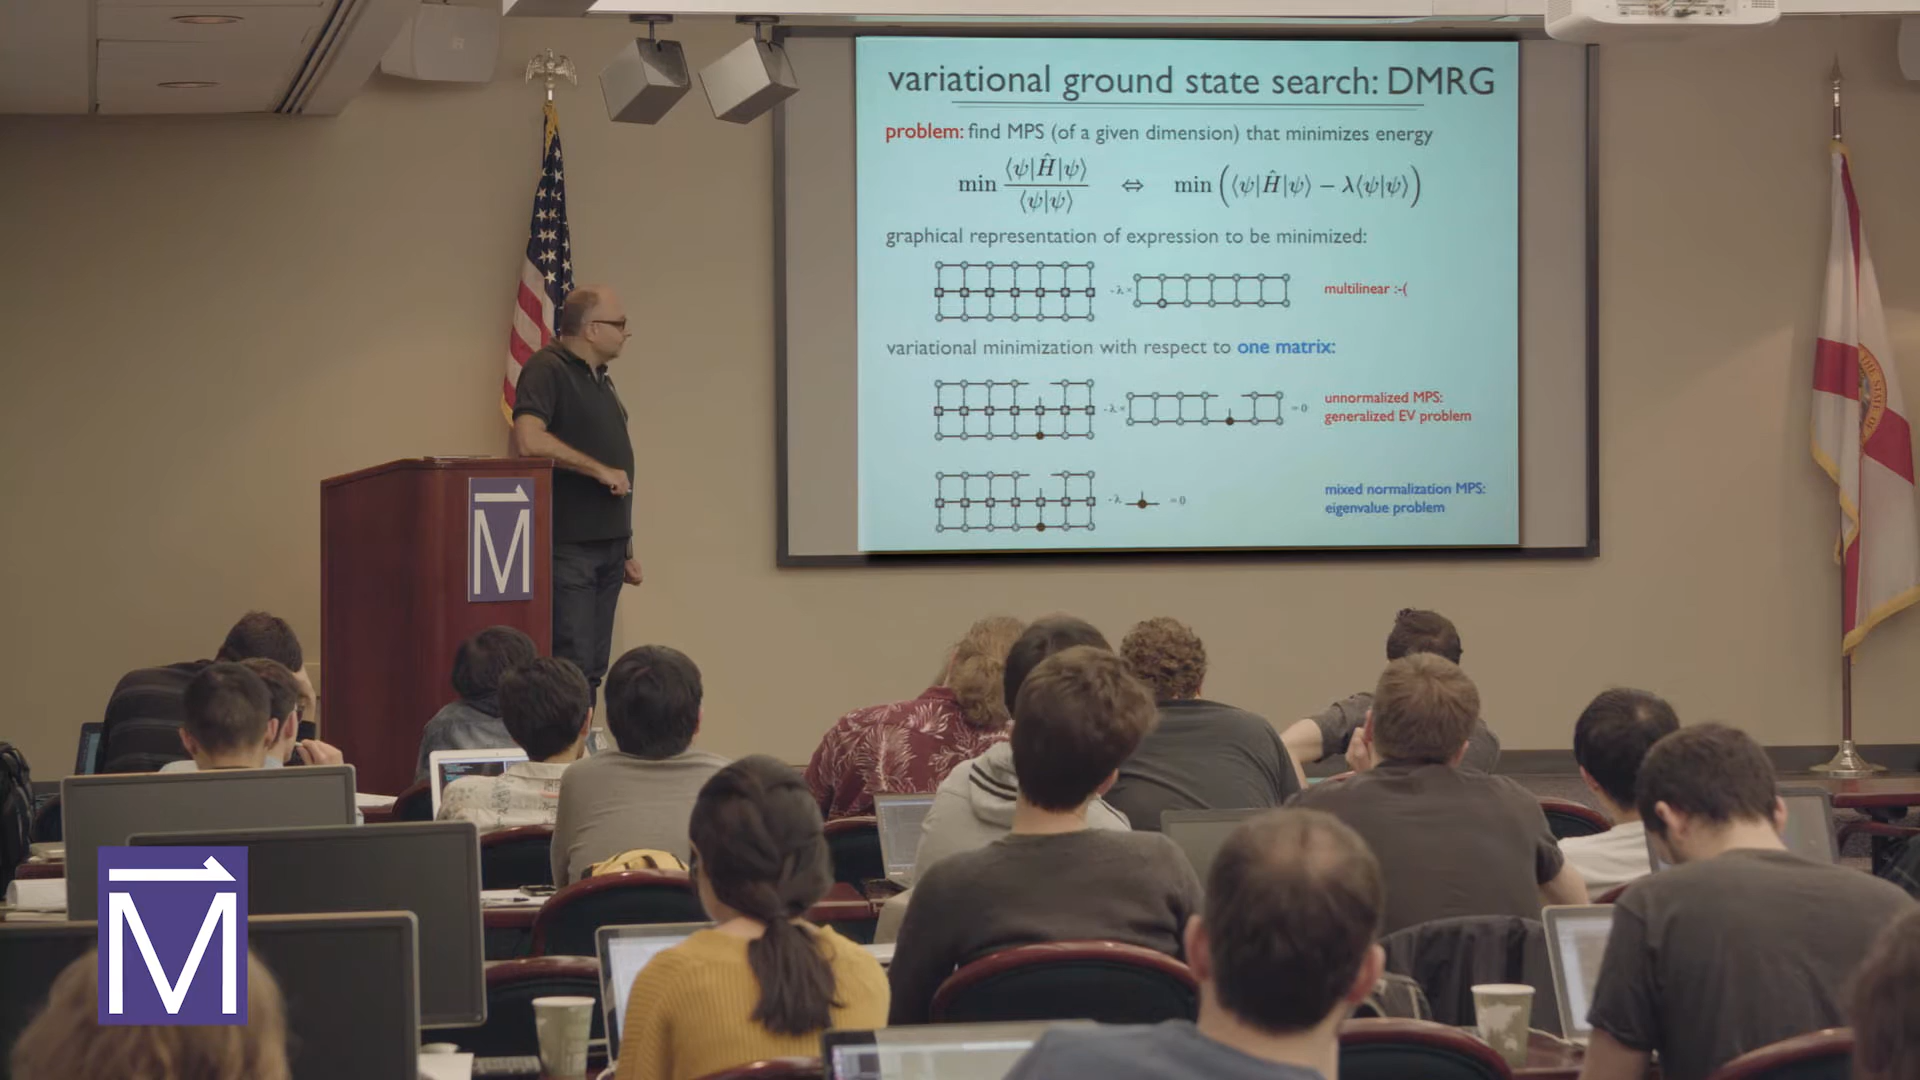 variational ground state search: DMRG
problem: find MPS (of a given dimension) that minimizes energy
min ⟨ψ|Ĥ|ψ⟩ / ⟨ψ|ψ⟩ ⇔ min (⟨ψ|Ĥ|ψ⟩ − λ⟨ψ|ψ⟩)
graphical representation of expression to be minimized:
-λ×
multilinear :-(
variational minimization with respect to one matrix:
-λ× =0
unnormalized MPS:
generalized EV problem
-λ =0
mixed normalization MPS:
eigenvalue problem
M
M